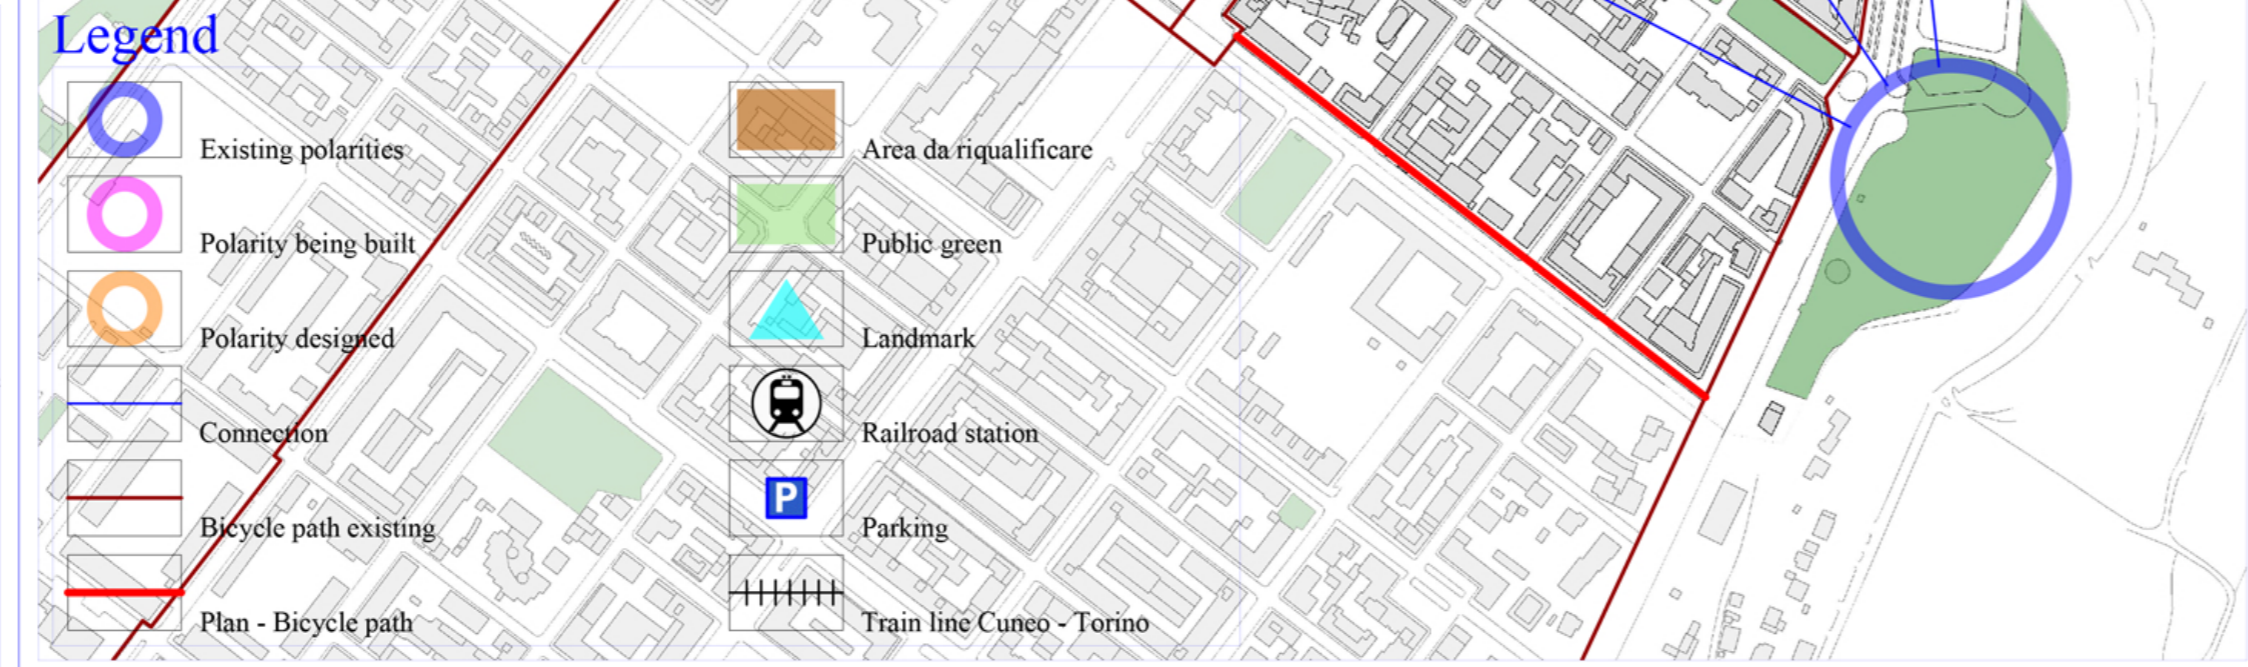 Legend
Existing polarities
Polarity being built
Polarity designed
Connection
Bicycle path existing
Plan - Bicycle path
Area da riqualificare
Public green
Landmark
Railroad station
P
Parking
Train line Cuneo - Torino